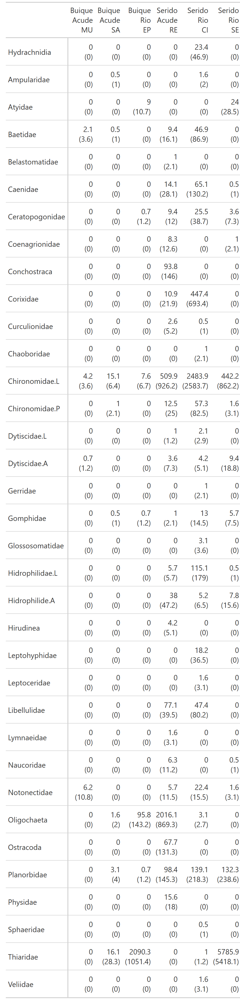 Buique Buique Buique Serido Serido Serido
Acude Acude Rio Acude Rio Rio
MU SA EP RE CI SE
Hydrachnidia 0 0 0 0 23.4 0
(0) (0) (0) (0) (46.9) (0)
Ampularidae 0 0.5 0 0 1.6 0
(0) (1) (0) (0) (2) (0)
Atyidae 0 0 9 0 0 24
(0) (0) (10.7) (0) (0) (28.5)
Baetidae 2.1 0.5 0 9.4 46.9 0
(3.6) (1) (0) (16.1) (86.9) (0)
Belastomatidae 0 0 0 1 0 0
(0) (0) (0) (2.1) (0) (0)
Caenidae 0 0 0 14.1 65.1 0.5
(0) (0) (0) (28.1) (130.2) (1)
Ceratopogonidae 0 0 0.7 9.4 25.5 3.6
(0) (0) (1.2) (12) (38.7) (7.3)
Coenagrionidae 0 0 0 8.3 0 1
(0) (0) (0) (12.6) (0) (2.1)
Conchostraca 0 0 0 93.8 0 0
(0) (0) (0) (146) (0) (0)
Corixidae 0 0 0 10.9 447.4 0
(0) (0) (0) (21.9) (693.4) (0)
Curculionidae 0 0 0 2.6 0.5 0
(0) (0) (0) (5.2) (1) (0)
Chaoboridae 0 0 0 0 1 0
(0) (0) (0) (0) (2.1) (0)
Chironomidae.L 4.2 15.1 7.6 509.9 2483.9 442.2
(3.6) (6.4) (6.7) (926.2) (2583.7) (862.2)
Chironomidae.P 0 1 0 12.5 57.3 1.6
(0) (2.1) (0) (25) (82.5) (3.1)
Dytiscidae.L 0 0 0 1 2.1 0
(0) (0) (0) (1.2) (2.9) (0)
Dytiscidae.A 0.7 0 0 3.6 4.2 9.4
(1.2) (0) (0) (7.3) (5.1) (18.8)
Gerridae 0 0 0 0 1 0
(0) (0) (0) (0) (2.1) (0)
Gomphidae 0 0.5 0.7 1 13 5.7
(0) (1) (1.2) (2.1) (14.5) (7.5)
Glossosomatidae 0 0 0 0 3.1 0
(0) (0) (0) (0) (3.6) (0)
Hidrophilidae.L 0 0 0 5.7 115.1 0.5
(0) (0) (0) (5.7) (179) (1)
Hidrophilide.A 0 0 0 38 5.2 7.8
(0) (0) (0) (47.2) (6.5) (15.6)
Hirudinea 0 0 0 4.2 0 0
(0) (0) (0) (5.1) (0) (0)
Leptohyphidae 0 0 0 0 18.2 0
(0) (0) (0) (0) (36.5) (0)
Leptoceridae 0 0 0 0 1.6 0
(0) (0) (0) (0) (3.1) (0)
Libellulidae 0 0 0 77.1 47.4 0
(0) (0) (0) (39.5) (80.2) (0)
Lymnaeidae 0 0 0 1.6 0 0
(0) (0) (0) (3.1) (0) (0)
Naucoridae 0 0 0 6.3 0 0.5
(0) (0) (0) (11.2) (0) (1)
Notonectidae 6.2 0 0 5.7 22.4 1.6
(10.8) (0) (0) (11.5) (15.5) (3.1)
Oligochaeta 0 1.6 95.8 2016.1 3.1 0
(0) (2) (143.2) (869.3) (2.7) (0)
Ostracoda 0 0 0 67.7 0 0
(0) (0) (0) (131.3) (0) (0)
Planorbidae 0 3.1 0.7 98.4 139.1 132.3
(0) (4) (1.2) (145.3) (218.3) (238.6)
Physidae 0 0 0 15.6 0 0
(0) (0) (0) (18) (0) (0)
Sphaeridae 0 0 0 0 0.5 0
(0) (0) (0) (0) (1) (0)
Thiaridae 0 16.1 2090.3 0 1 5785.9
(0) (28.3) (1051.4) (0) (1.2) (5418.1)
Veliidae 0 0 0 0 1.6 0
(0) (0) (0) (0) (3.1) (0)